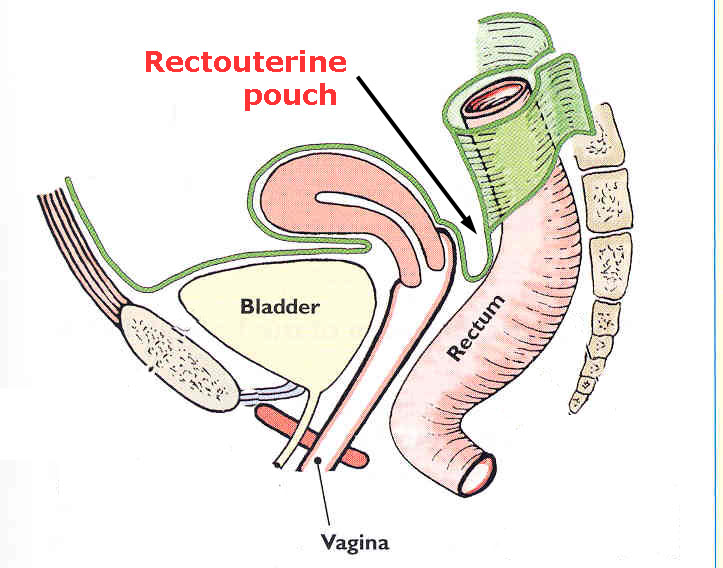 Rectouterine
pouch
Bladder
Rectum
Vagina